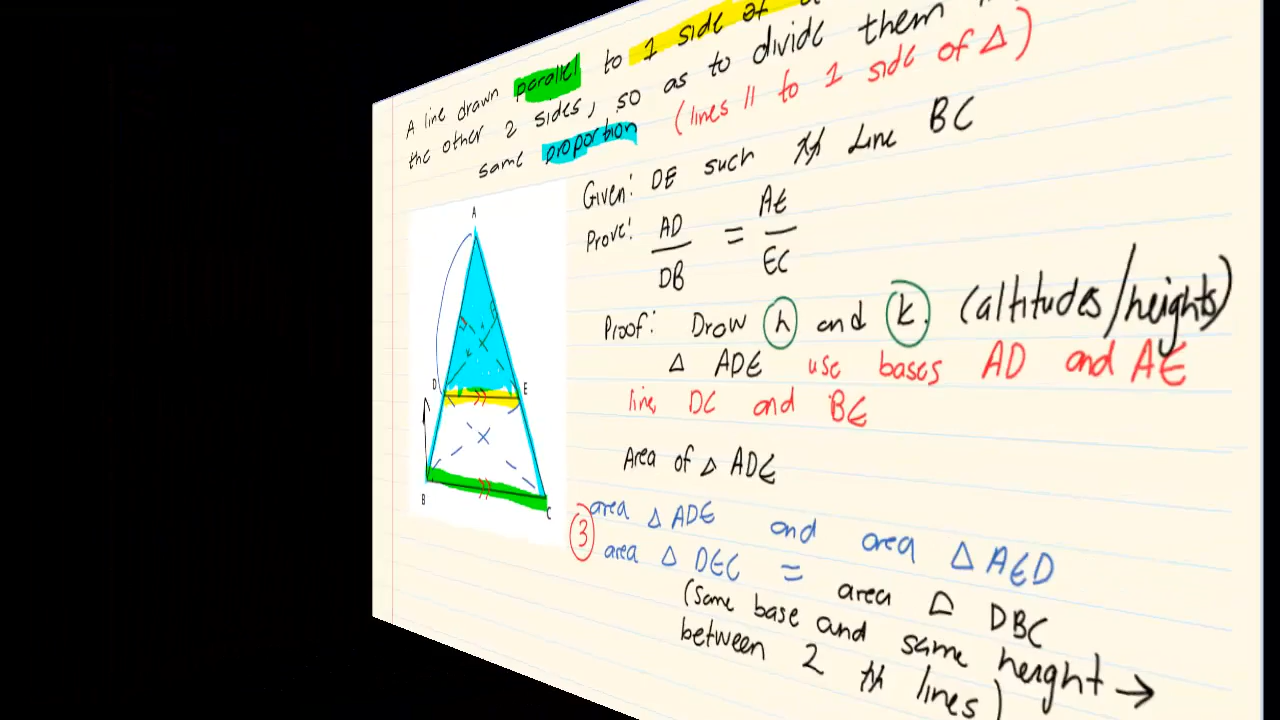 A line drawn parallel to 1 side of a
the other 2 sides, so as to divide them
same proportion (lines // to 1 side of Δ)
Given: DE such // Line BC
Prove: AD/DB = AE/EC
A
D
E
B
C
Proof: Draw h and k. (altitudes/heights)
Δ ADE use bases AD and AE
line DC and BE
Area of Δ ADE
③ area Δ ADE and area Δ AED
area Δ DEC = area Δ DBC
(Same base and same height →
between 2 // lines)